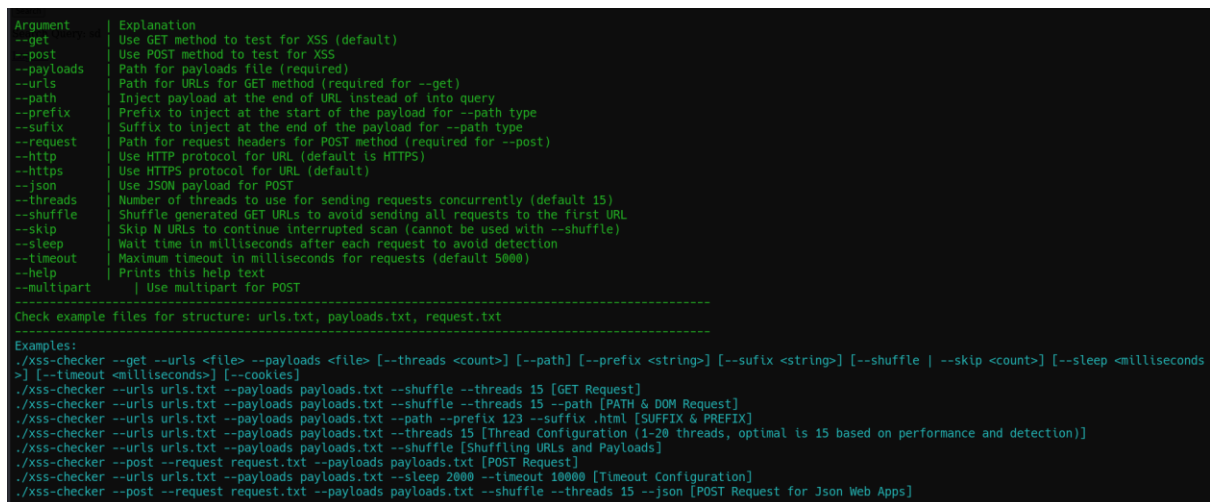 Argument | Explanation
--get | Use GET method to test for XSS (default)
--post | Use POST method to test for XSS
--payloads | Path for payloads file (required)
--urls | Path for URLs for GET method (required for --get)
--path | Inject payload at the end of URL instead of into query
--prefix | Prefix to inject at the start of the payload for --path type
--sufix | Suffix to inject at the end of the payload for --path type
--request | Path for request headers for POST method (required for --post)
--http | Use HTTP protocol for URL (default is HTTPS)
--https | Use HTTPS protocol for URL (default)
--json | Use JSON payload for POST
--threads | Number of threads to use for sending requests concurrently (default 15)
--shuffle | Shuffle generated GET URLs to avoid sending all requests to the first URL
--skip | Skip N URLs to continue interrupted scan (cannot be used with --shuffle)
--sleep | Wait time in milliseconds after each request to avoid detection
--timeout | Maximum timeout in milliseconds for requests (default 5000)
--help | Prints this help text
--multipart | Use multipart for POST
----------------------------------------------------------------------------------------------------
Check example files for structure: urls.txt, payloads.txt, request.txt
----------------------------------------------------------------------------------------------------
Examples:
./xss-checker --get --urls <file> --payloads <file> [--threads <count>] [--path] [--prefix <string>] [--sufix <string>] [--shuffle | --skip <count>] [--sleep <milliseconds
>] [--timeout <milliseconds>] [--cookies]
./xss-checker --urls urls.txt --payloads payloads.txt --shuffle --threads 15 [GET Request]
./xss-checker --urls urls.txt --payloads payloads.txt --shuffle --threads 15 --path [PATH & DOM Request]
./xss-checker --urls urls.txt --payloads payloads.txt --path --prefix 123 --suffix .html [SUFFIX & PREFIX]
./xss-checker --urls urls.txt --payloads payloads.txt --threads 15 [Thread Configuration (1-20 threads, optimal is 15 based on performance and detection)]
./xss-checker --urls urls.txt --payloads payloads.txt --shuffle [Shuffling URLs and Payloads]
./xss-checker --post --request request.txt --payloads payloads.txt [POST Request]
./xss-checker --urls urls.txt --payloads payloads.txt --sleep 2000 --timeout 10000 [Timeout Configuration]
./xss-checker --post --request request.txt --payloads payloads.txt --shuffle --threads 15 --json [POST Request for Json Web Apps]